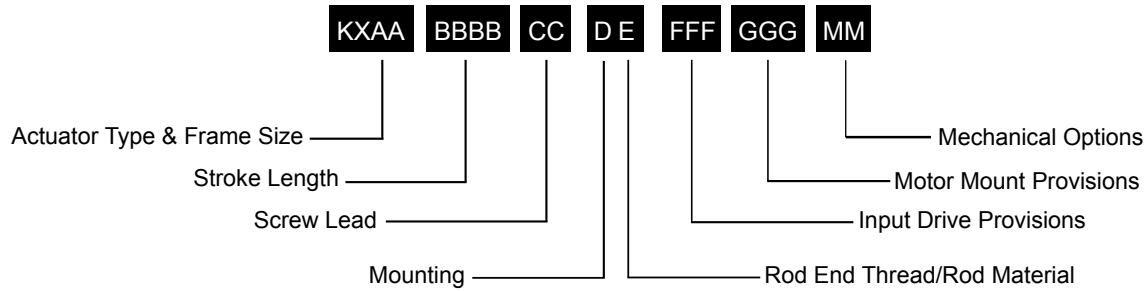 KXAA BBBB CC D E FFF GGG MM
Actuator Type & Frame Size
Mechanical Options
Stroke Length
Motor Mount Provisions
Screw Lead
Input Drive Provisions
Mounting
Rod End Thread/Rod Material